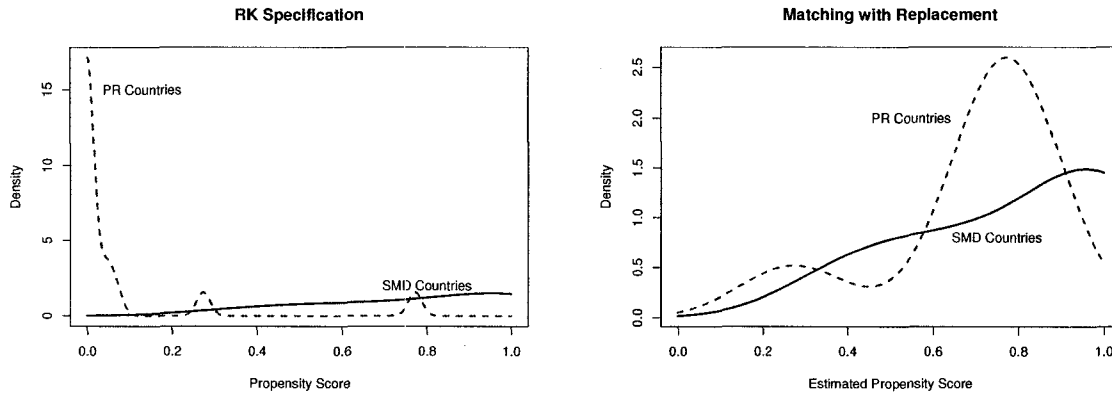 RK Specification
PR Countries
SMD Countries
Density
0
5
10
15
0.0 0.2 0.4 0.6 0.8 1.0
Propensity Score
Matching with Replacement
PR Countries
SMD Countries
Density
0.0 0.5 1.0 1.5 2.0 2.5
0.0 0.2 0.4 0.6 0.8 1.0
Estimated Propensity Score